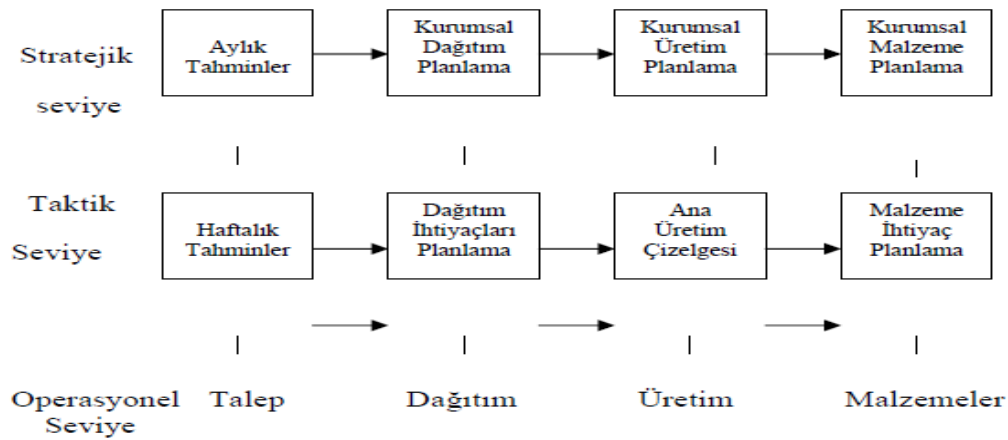 Stratejik
seviye
Aylık
Tahminler
Kurumsal
Dağıtım
Planlama
Kurumsal
Üretim
Planlama
Kurumsal
Malzeme
Planlama
Taktik
Seviye
Haftalık
Tahminler
Dağıtım
İhtiyaçları
Planlama
Ana
Üretim
Çizelgesi
Malzeme
İhtiyaç
Planlama
Operasyonel
Seviye
Talep
Dağıtım
Üretim
Malzemeler